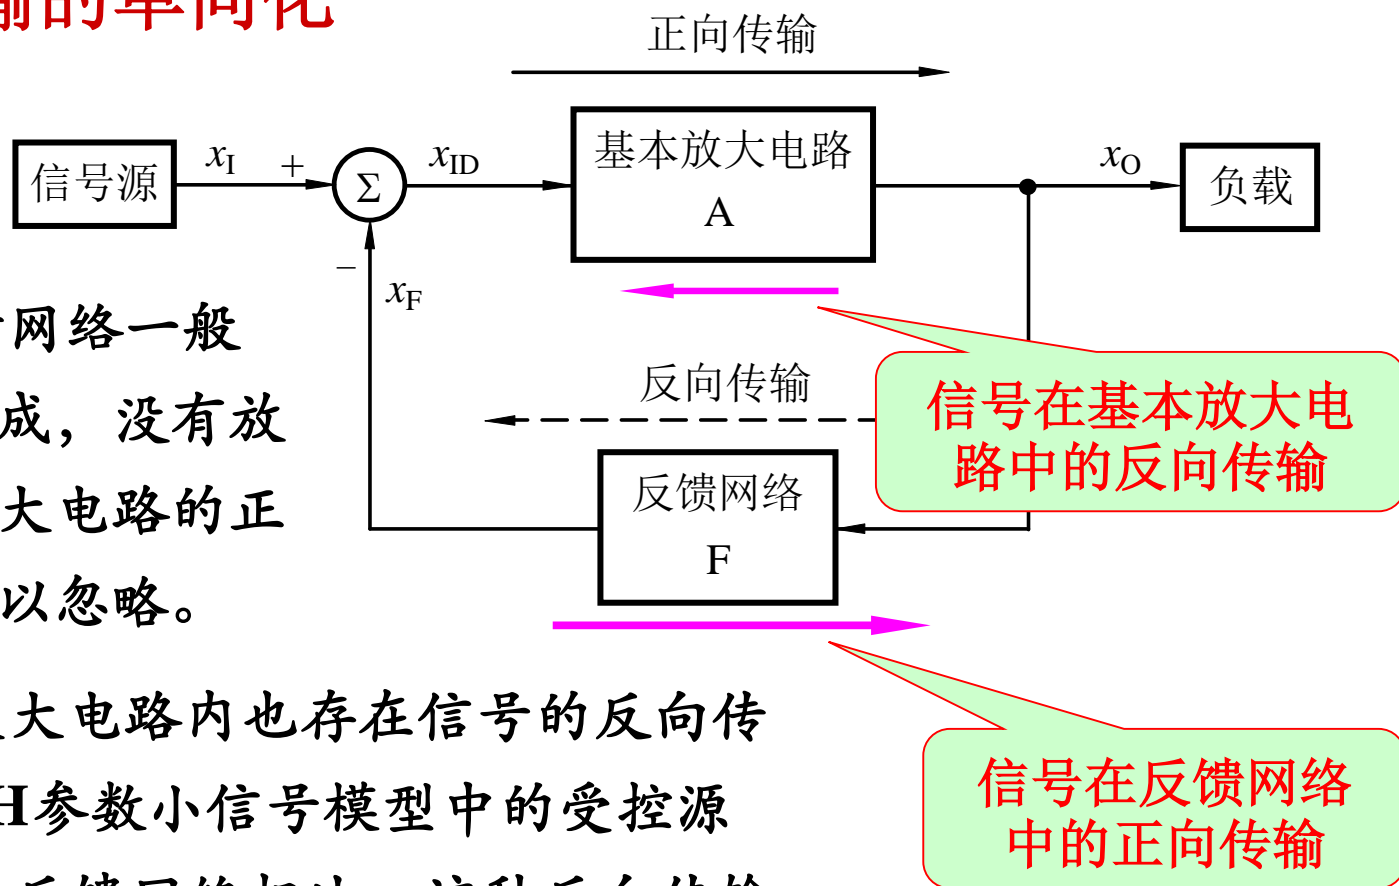 输的单向化
正向传输
信号源
xI
+
Σ
xID
基本放大电路
A
xO
负载
−
xF
网络一般
成，没有放
大电路的正
以忽略。
反向传输
信号在基本放大电
路中的反向传输
反馈网络
F
大电路内也存在信号的反向传
H参数小信号模型中的受控源
信号在反馈网络
中的正向传输